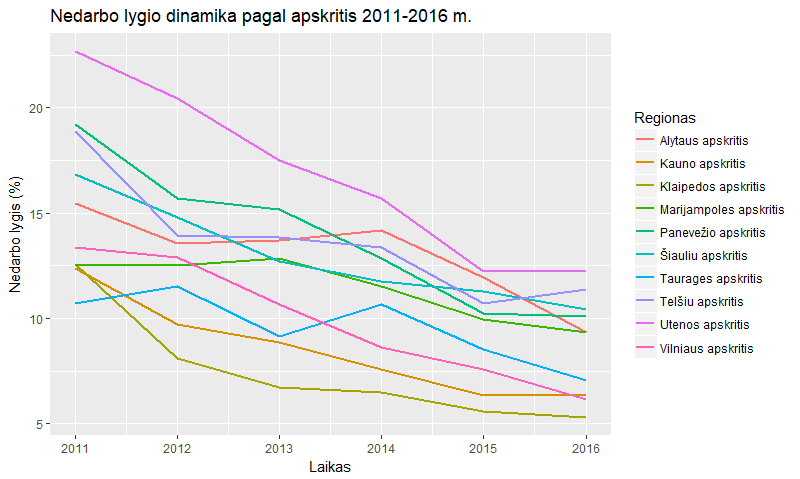 Nedarbo lygio dinamika pagal apskritis 2011-2016 m.
Nedarbo lygis (%)
20
15
10
5
2011 2012 2013 2014 2015 2016
Laikas
Regionas
Alytaus apskritis
Kauno apskritis
Klaipedos apskritis
Marijampoles apskritis
Panevežio apskritis
Šiauliu apskritis
Taurages apskritis
Telšiu apskritis
Utenos apskritis
Vilniaus apskritis